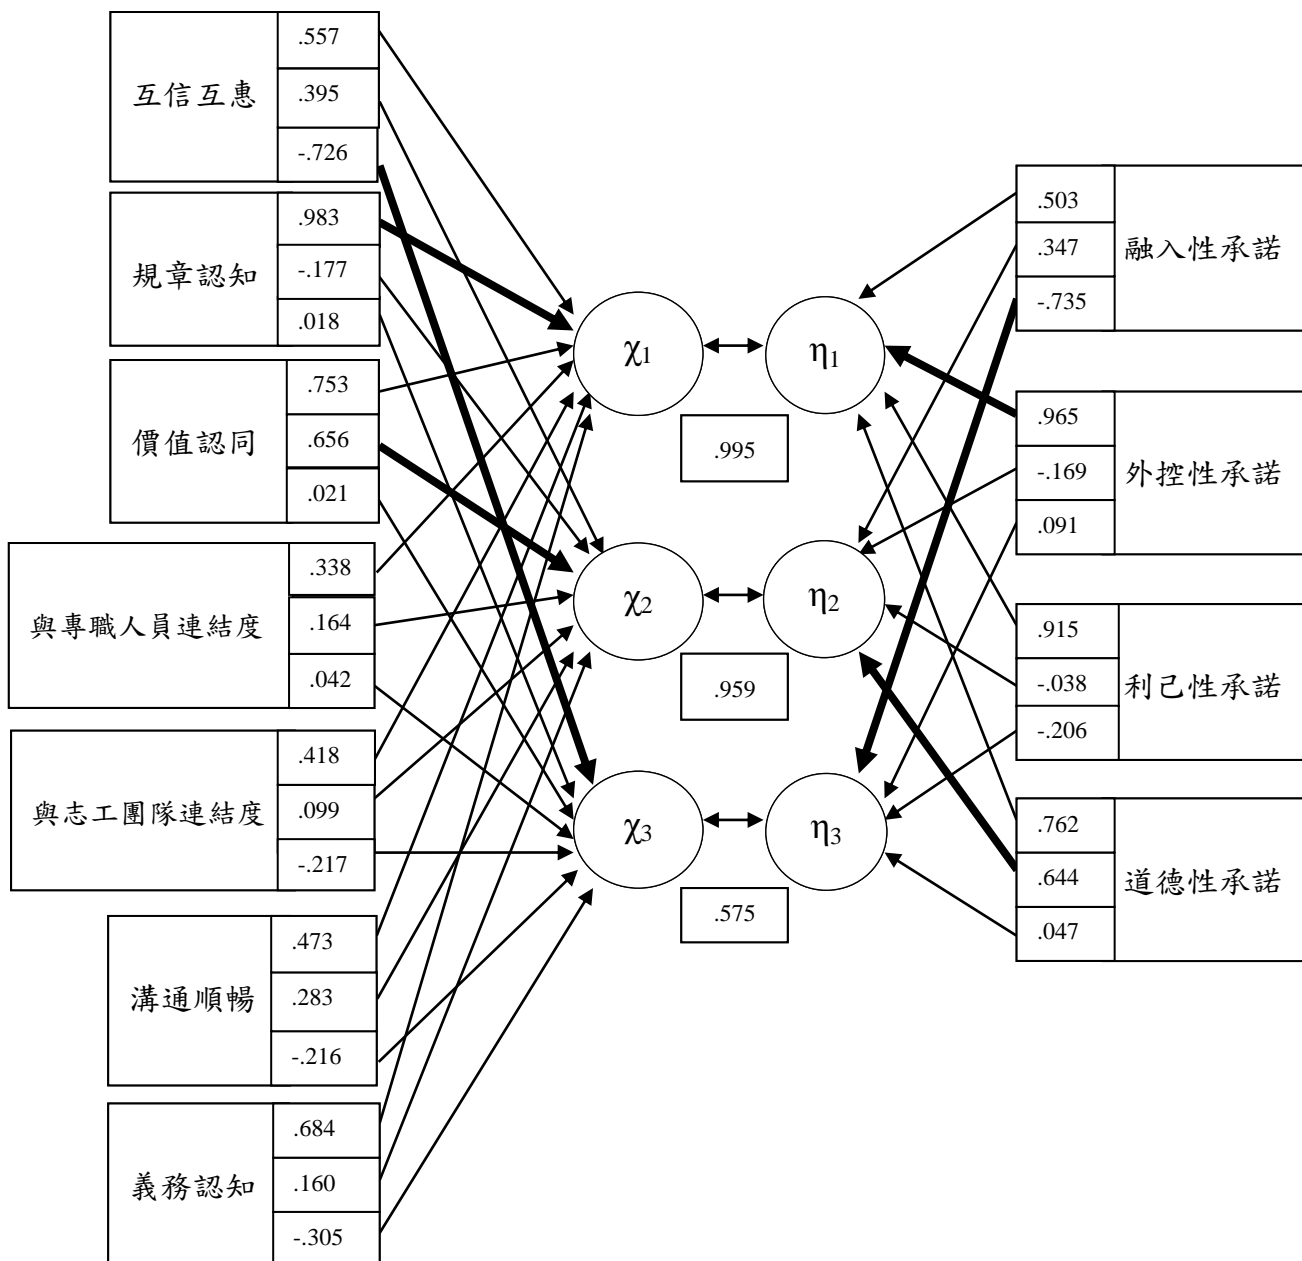 互信互惠
.557
.395
-.726
規章認知
.983
-.177
.018
價值認同
.753
.656
.021
與專職人員連結度
.338
.164
.042
與志工團隊連結度
.418
.099
-.217
溝通順暢
.473
.283
-.216
義務認知
.684
.160
-.305
χ1
η1
.995
χ2
η2
.959
χ3
η3
.575
.503
.347
-.735
融入性承諾
.965
-.169
.091
外控性承諾
.915
-.038
-.206
利己性承諾
.762
.644
.047
道德性承諾